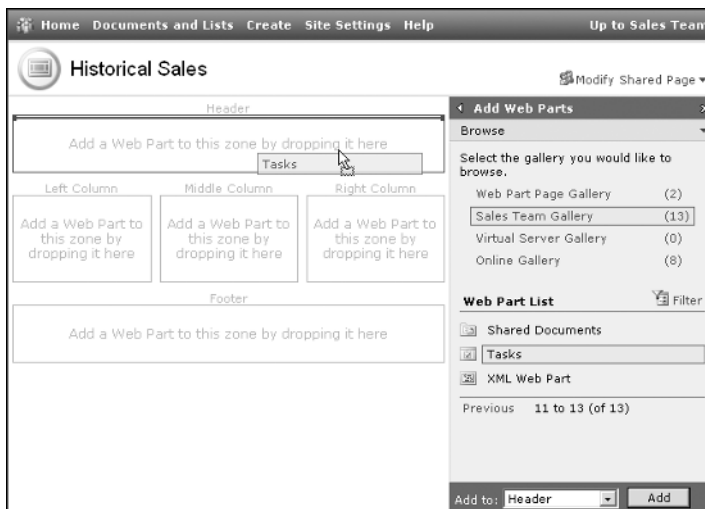 Home Documents and Lists Create Site Settings Help Up to Sales Team
Historical Sales
Modify Shared Page
Header
Add a Web Part to this zone by dropping it here
Tasks
Left Column Middle Column Right Column
Add a Web Part to this zone by dropping it here
Add a Web Part to this zone by dropping it here
Add a Web Part to this zone by dropping it here
Footer
Add a Web Part to this zone by dropping it here
Add Web Parts
Browse
Select the gallery you would like to
browse.
Web Part Page Gallery (2)
Sales Team Gallery (13)
Virtual Server Gallery (0)
Online Gallery (8)
Web Part List Filter
Shared Documents
Tasks
XML Web Part
Previous 11 to 13 (of 13)
Add to: Header Add